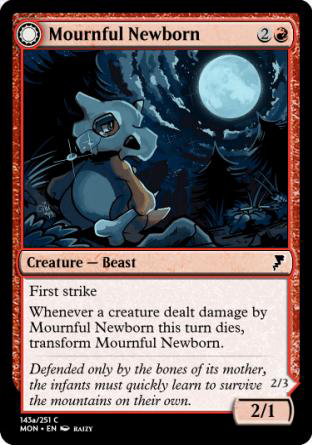 Mournful Newborn 2
Creature — Beast
First strike
Whenever a creature dealt damage by
Mournful Newborn this turn dies,
transform Mournful Newborn.
Defended only by the bones of its mother,
the infants must quickly learn to survive
the mountains on their own.
2/3
2/1
143a/251 C
MON • EN RAIZY